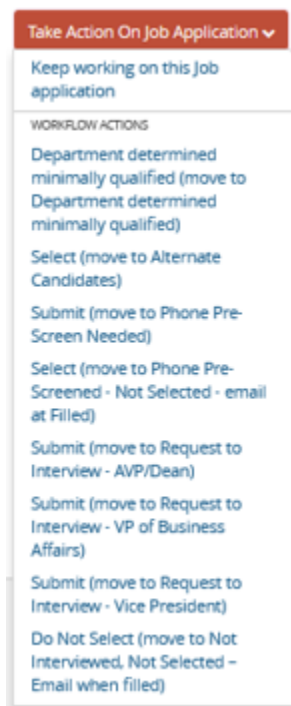 Take Action On Job Application
Keep working on this Job
application
WORKFLOW ACTIONS
Department determined
minimally qualified (move to
Department determined
minimally qualified)
Select (move to Alternate
Candidates)
Submit (move to Phone Pre-
Screen Needed)
Select (move to Phone Pre-
Screened - Not Selected - email
at Filled)
Submit (move to Request to
Interview - AVP/Dean)
Submit (move to Request to
Interview - VP of Business
Affairs)
Submit (move to Request to
Interview - Vice President)
Do Not Select (move to Not
Interviewed, Not Selected –
Email when filled)